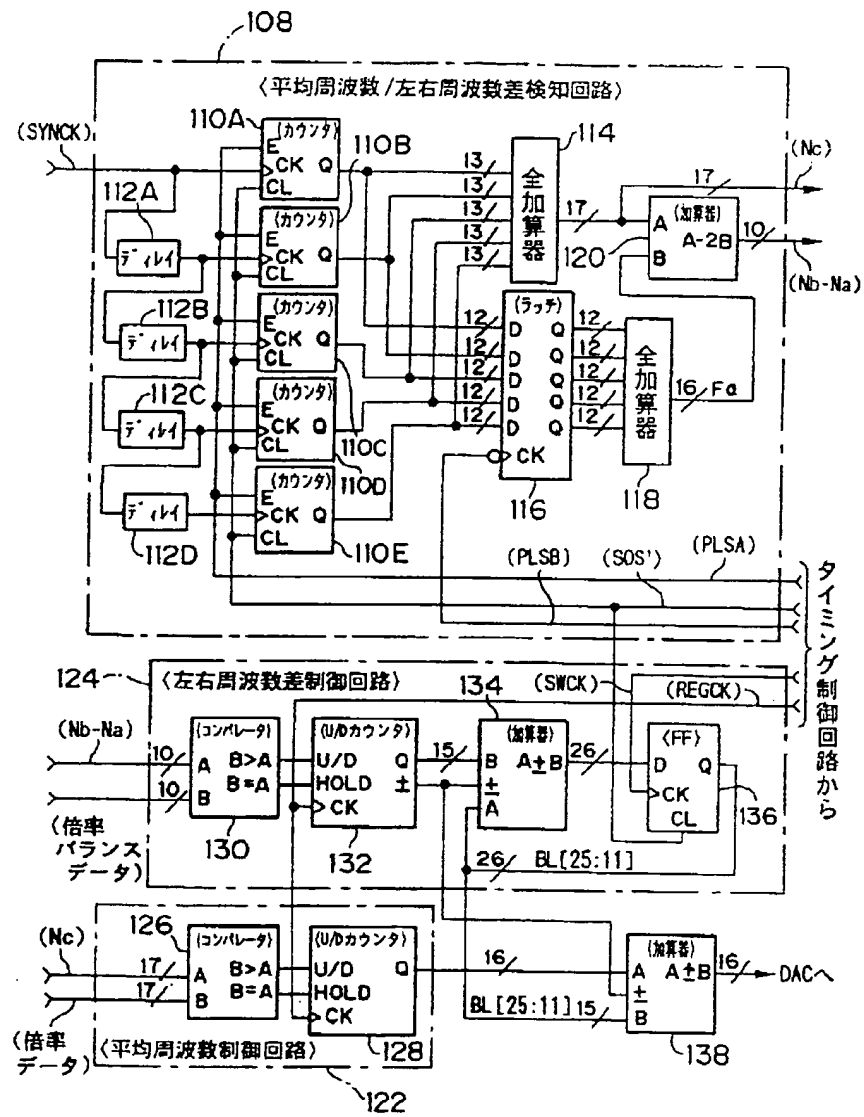 108
〈平均周波数/左右周波数差検知回路〉
(SYNCK)
110A
(カウンタ)
E
CK Q
CL
110B
112A
ディレイ
(カウンタ)
E
CK
Q
CL
112B
ディレイ
(カウンタ)
E
CK Q
CL
110C
112C
ディレイ
(カウンタ)
E
CK Q
CL
110D
112D
ディレイ
(カウンタ)
E
CK Q
CL
110E
114
13
13
13
13
13
全加算器
17
17
(Nc)
(加算器)
A
A-2B
B
120
10
(Nb-Na)
(ラッチ)
12 D Q 12
12 D Q 12
12 D Q 12
12 D Q 12
12 D Q 12
CK
116
全加算器
118
16
Fα
(PLSB)
(SOS')
(PLSA)
タイミング制御回路から
124
〈左右周波数差制御回路〉
(SWCK)
(REGCK)
(Nb-Na)
10
10
(倍率
バランス
データ)
(コンパレータ)
A
B>A
B=A
B
130
(U/Dカウンタ)
U/D Q
HOLD ±
CK
132
15
134
(加算器)
B A±B
±
A
26
〈FF〉
D Q
CK
CL
136
26
BL[25:11]
(Nc)
17
17
(倍率
データ)
126
(コンパレータ)
A
B>A
B=A
B
(U/Dカウンタ)
U/D Q
HOLD
CK
128
〈平均周波数制御回路〉
122
16
BL[25:11]
15
(加算器)
A A±B
±
B
138
16
DACへ